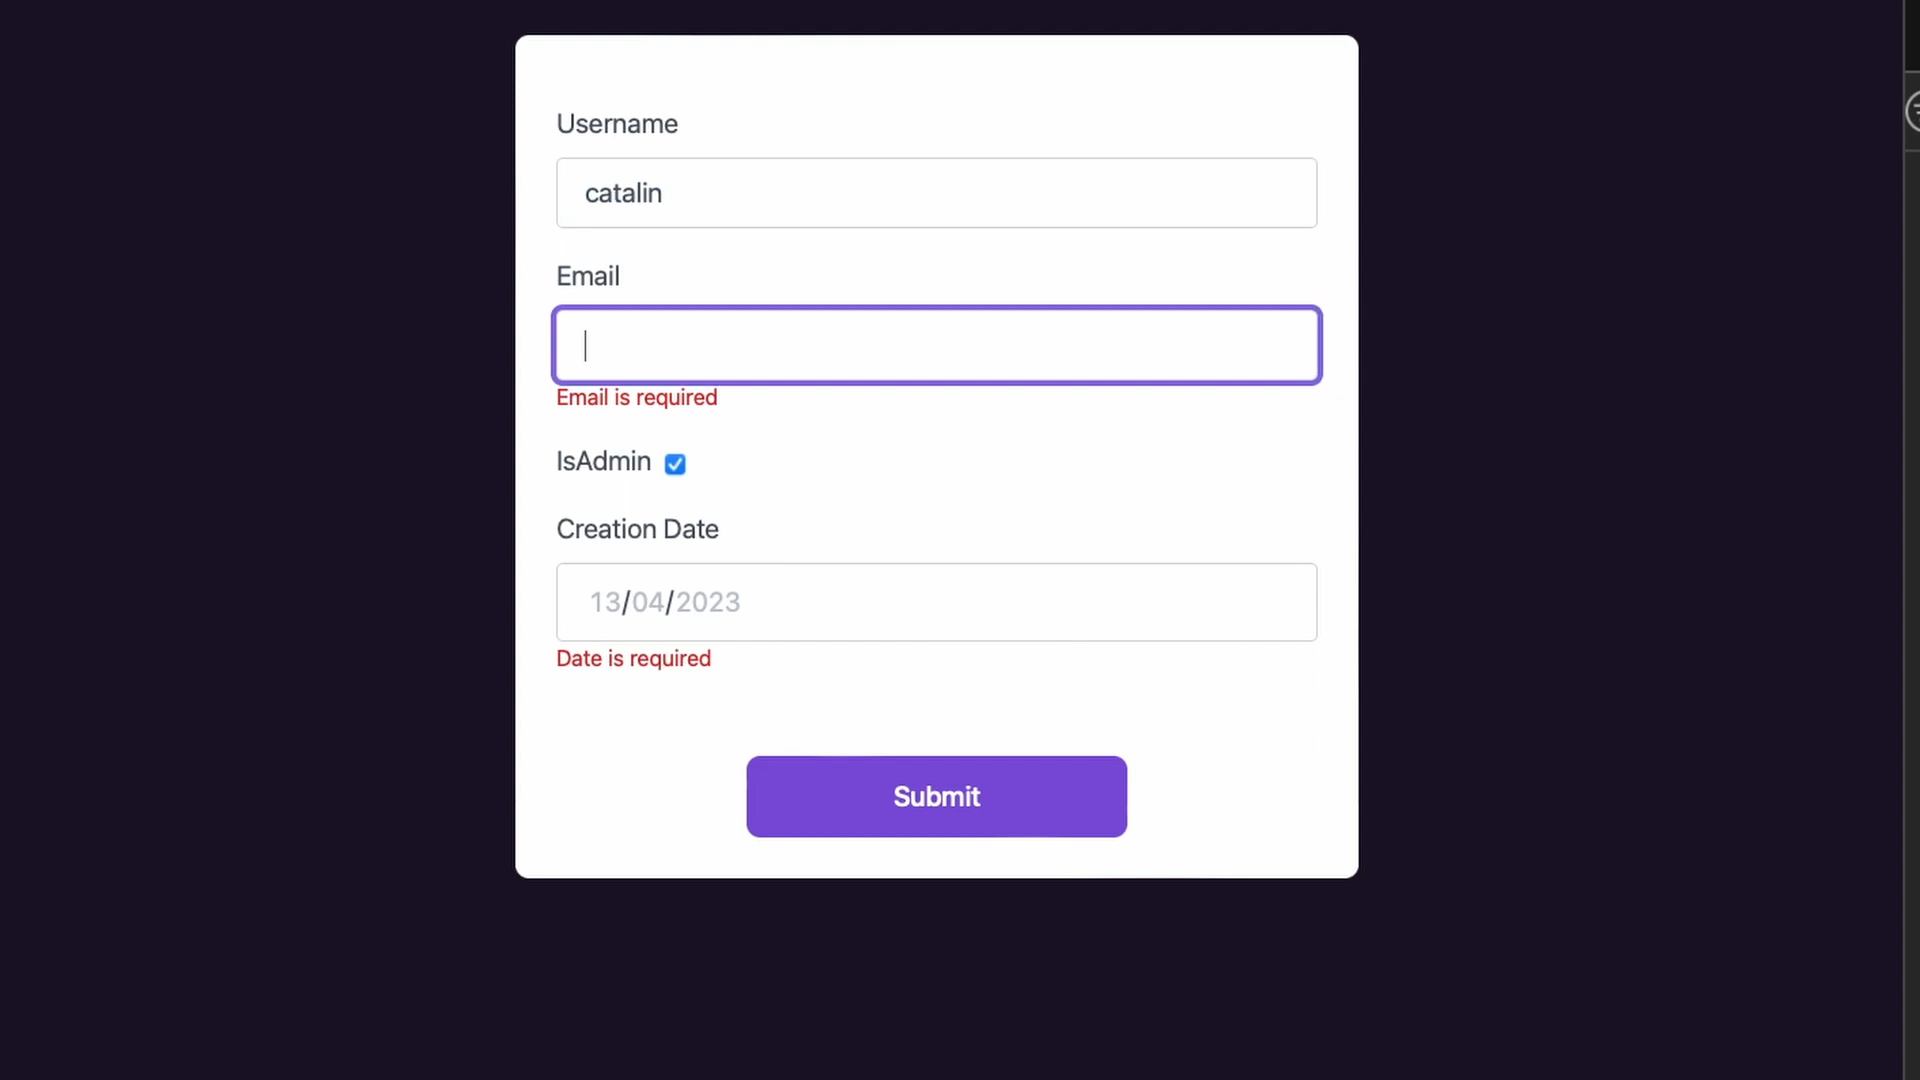 Username
catalin
Email
Email is required
IsAdmin
Creation Date
13/04/2023
Date is required
Submit